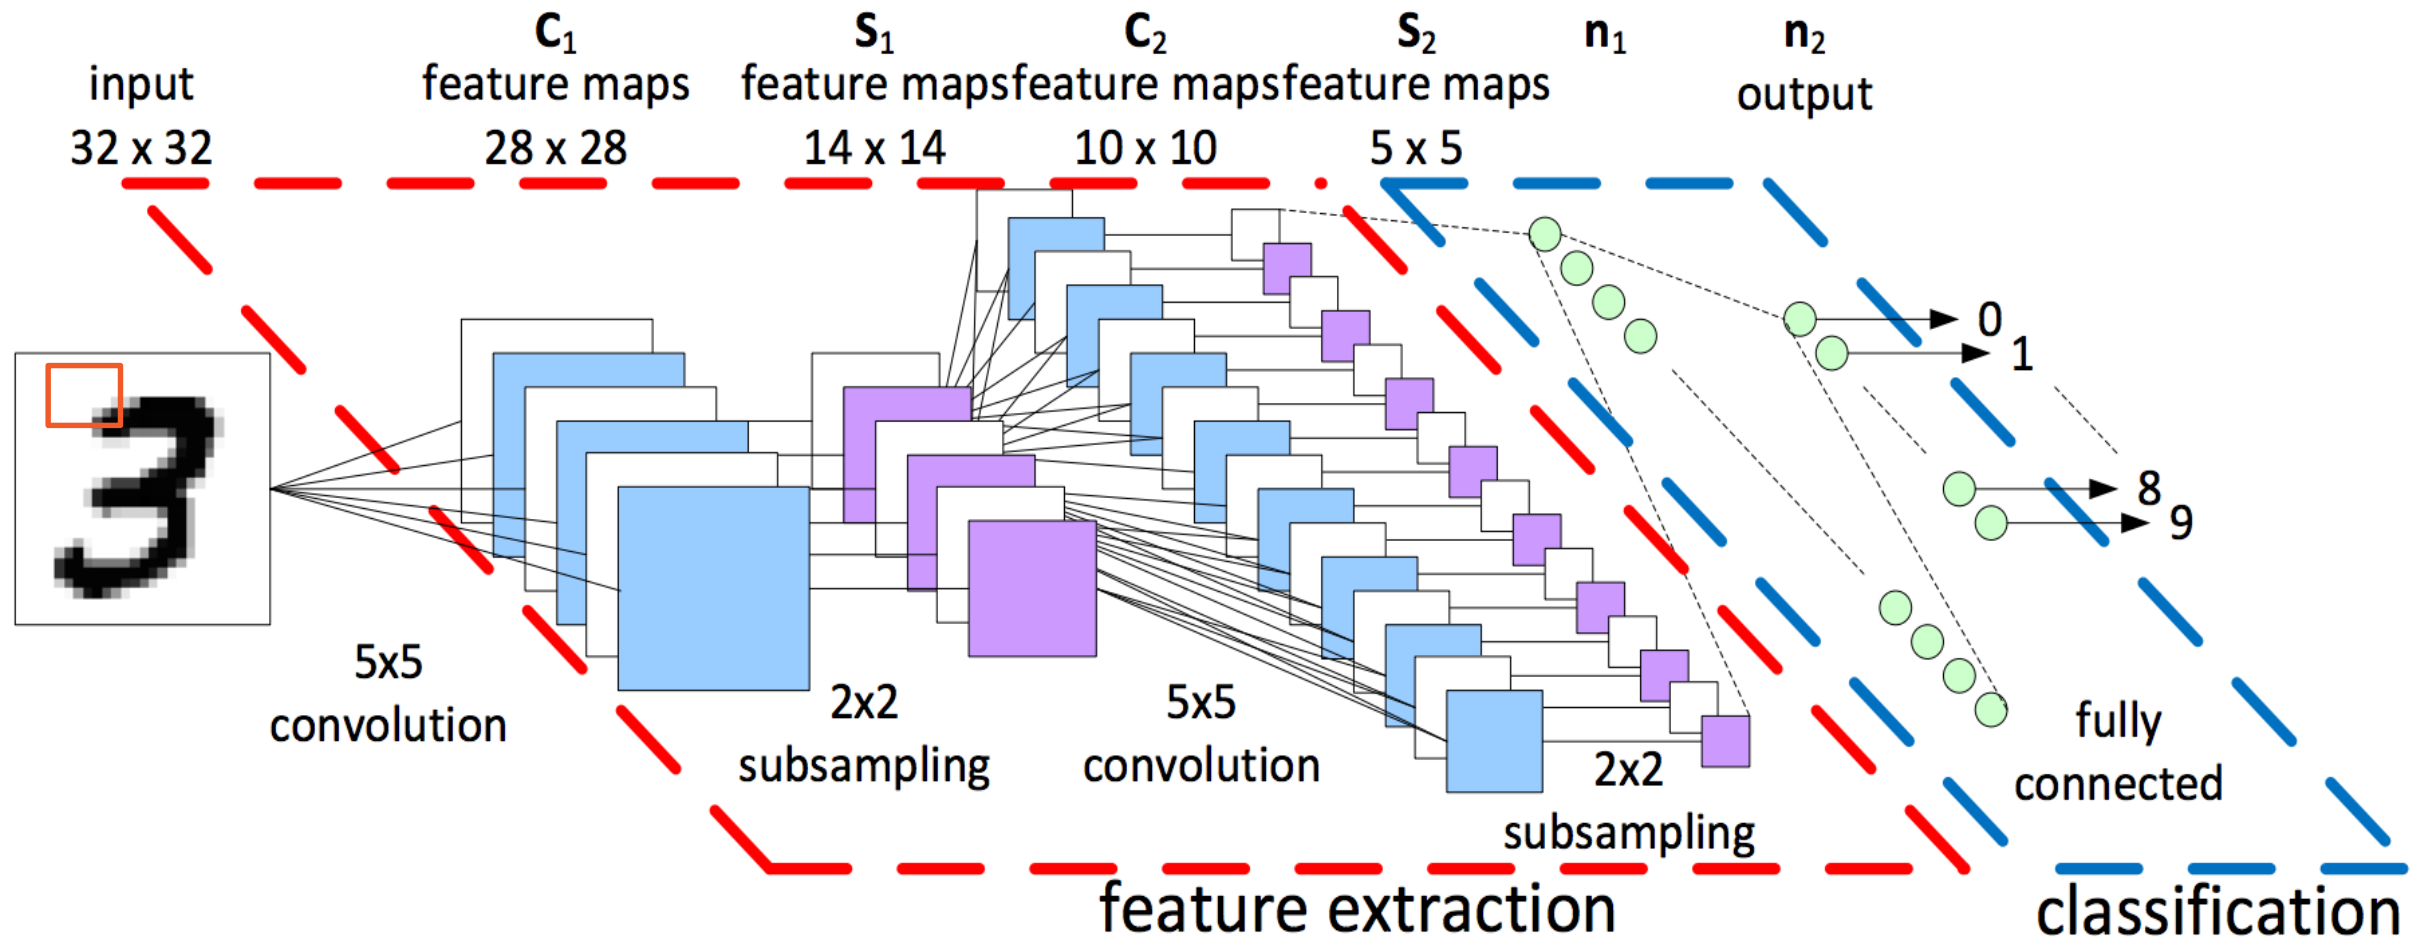 input
32 x 32
C1
feature maps
28 x 28
S1
feature maps
14 x 14
C2
feature maps
10 x 10
S2
feature maps
5 x 5
n1
n2
output
0
1
8
9
5x5
convolution
2x2
subsampling
5x5
convolution
2x2
subsampling
fully
connected
feature extraction
classification
3